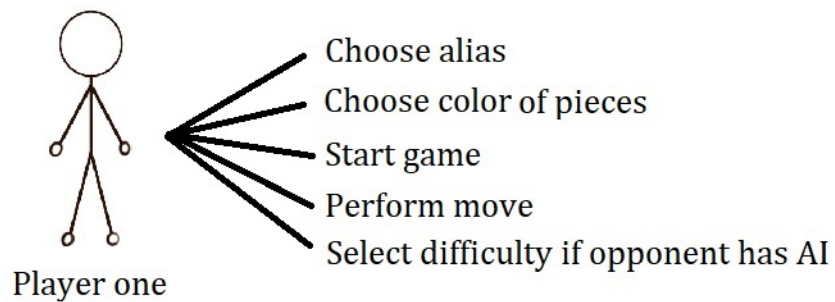 Choose alias
Choose color of pieces
Start game
Perform move
Select difficulty if opponent has AI
Player one